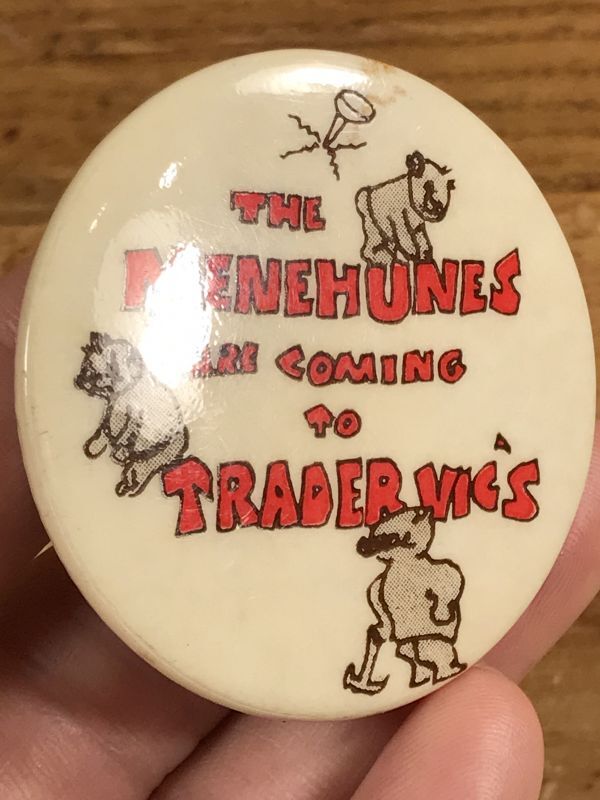 THE
MENEHUNES
ARE COMING
TO
TRADER VIC'S